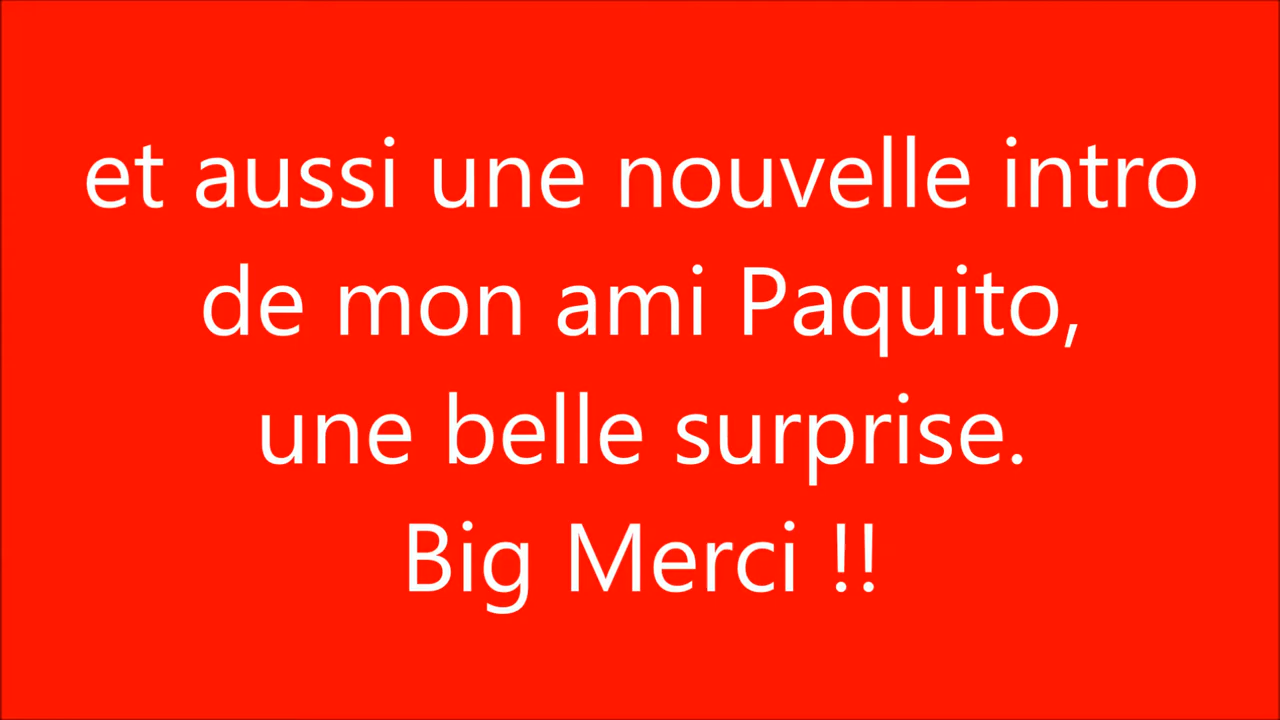 et aussi une nouvelle intro
de mon ami Paquito,
une belle surprise.
Big Merci !!